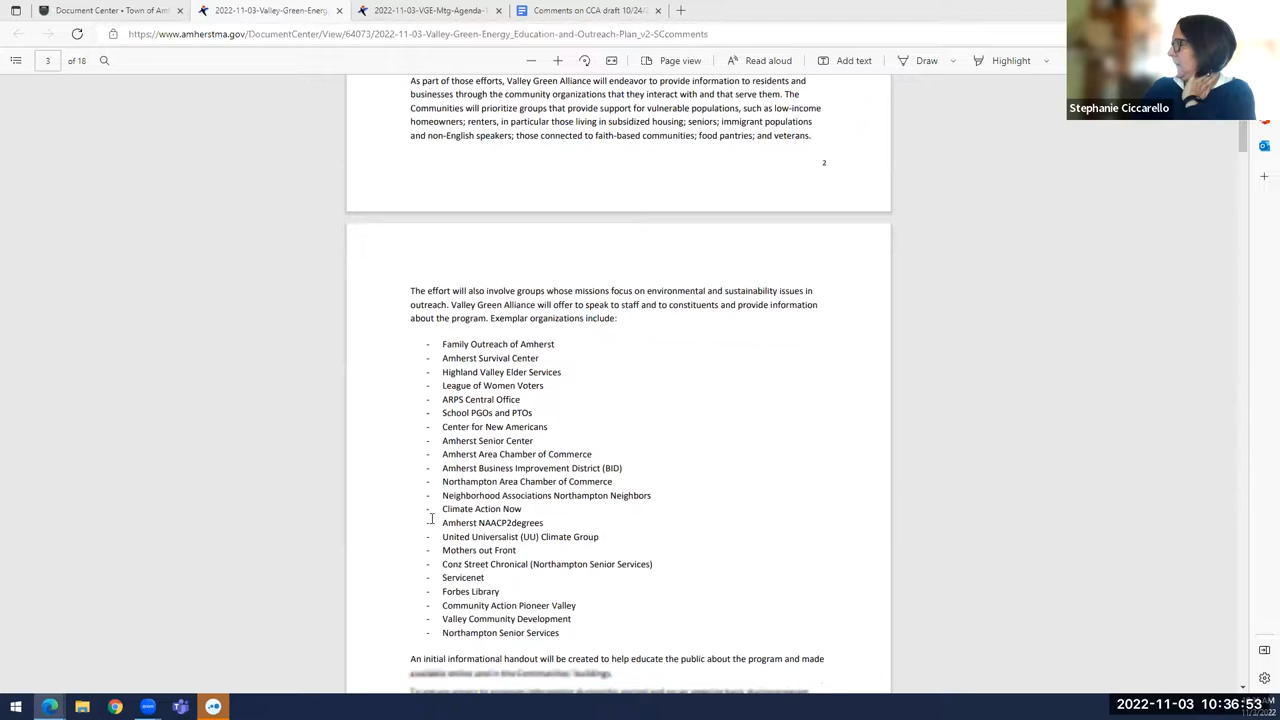 Document Center • Town of Am
2022-11-03-Valley-Green-Energ
2022-11-03-VGE-Mtg-Agenda
Comments on CCA draft 10/24/
https://www.amherstma.gov/DocumentCenter/View/64073/2022-11-03-Valley-Green-Energy_Education-and-Outreach-Plan_v2-SCcomments
3 of 18
Page view
Read aloud
Add text
Draw
Highlight
Stephanie Ciccarello
As part of those efforts, Valley Green Alliance will endeavor to provide information to residents and
businesses through the community organizations that they interact with and that serve them. The
Communities will prioritize groups that provide support for vulnerable populations, such as low-income
homeowners; renters, in particular those living in subsidized housing; seniors; immigrant populations
and non-English speakers; those connected to faith-based communities; food pantries; and veterans.
2
The effort will also involve groups whose missions focus on environmental and sustainability issues in
outreach. Valley Green Alliance will offer to speak to staff and to constituents and provide information
about the program. Exemplar organizations include:
- Family Outreach of Amherst
- Amherst Survival Center
- Highland Valley Elder Services
- League of Women Voters
- ARPS Central Office
- School PGOs and PTOs
- Center for New Americans
- Amherst Senior Center
- Amherst Area Chamber of Commerce
- Amherst Business Improvement District (BID)
- Northampton Area Chamber of Commerce
- Neighborhood Associations Northampton Neighbors
- Climate Action Now
- Amherst NAACP2degrees
- United Universalist (UU) Climate Group
- Mothers out Front
- Conz Street Chronical (Northampton Senior Services)
- Servicenet
- Forbes Library
- Community Action Pioneer Valley
- Valley Community Development
- Northampton Senior Services
An initial informational handout will be created to help educate the public about the program and made
2022-11-03 10:36:53